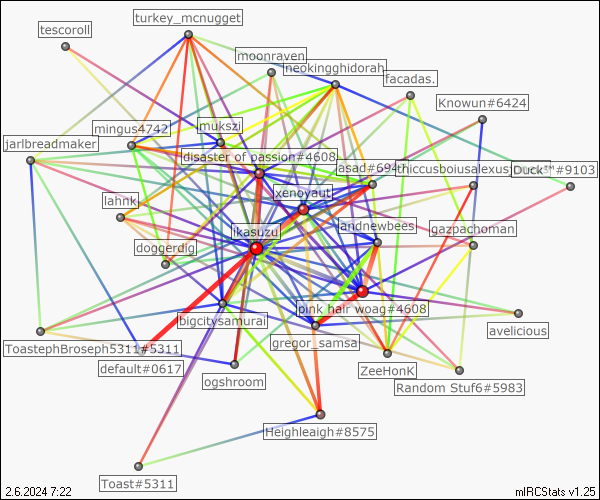 turkey_mcnugget
tescoroll
moonraven
neokingghidorah
facadas.
Knowun#6424
mingus4742
mukszi
jarlbreadmaker
disaster of passion#4608
asad#694
thiccusboiusalexus
Duck #9103
xenoyaut
lahnk
ikasuzu
landnewbees
gazpachoman
doggerdig
bigcitysamurai
pink hair woag#4608
avelicious
ToastephBroseph5311#5311
gregor_samsa
default#0617
ZeeHonK
ogshroom
Random Stuf6#5983
Heighleaigh#8575
Toast#5311
2.6.2024 7:22
mIRCStats v1.25